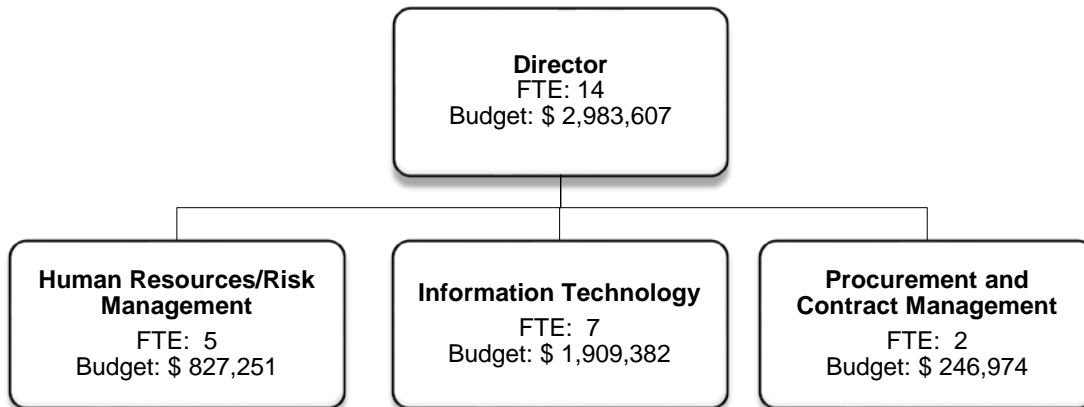 Director
FTE: 14
Budget: $ 2,983,607
Human Resources/Risk
Management
FTE:  5
Budget: $ 827,251
Information Technology
FTE:  7
Budget: $ 1,909,382
Procurement and
Contract Management
FTE:  2
Budget: $ 246,974